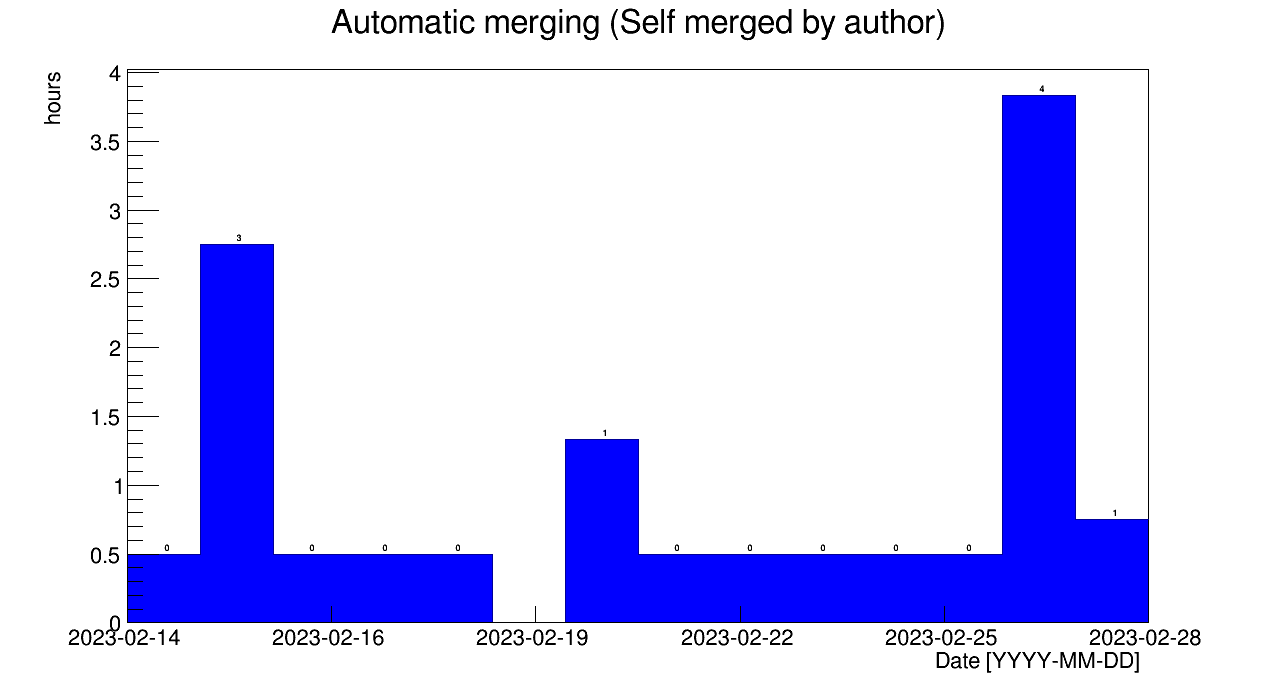 Automatic merging (Self merged by author)
hours
4
3.5
3
2.5
2
1.5
1
0.5
0
0 3 0 0 0 1 0 0 0 0 0 4 1
2023-02-14 2023-02-16 2023-02-19 2023-02-22 2023-02-25 2023-02-28
Date [YYYY-MM-DD]